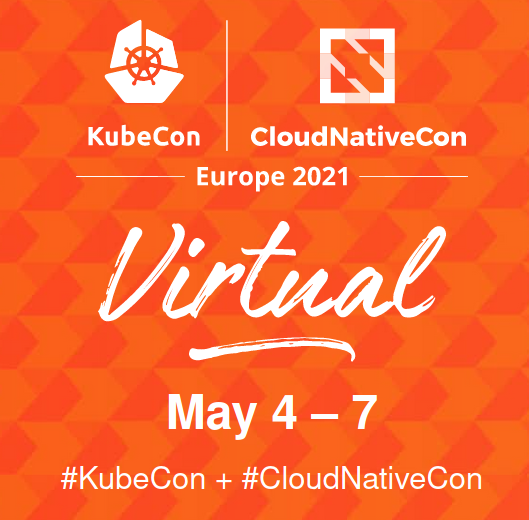 KubeCon CloudNativeCon
Europe 2021
Virtual
May 4 – 7
#KubeCon + #CloudNativeCon